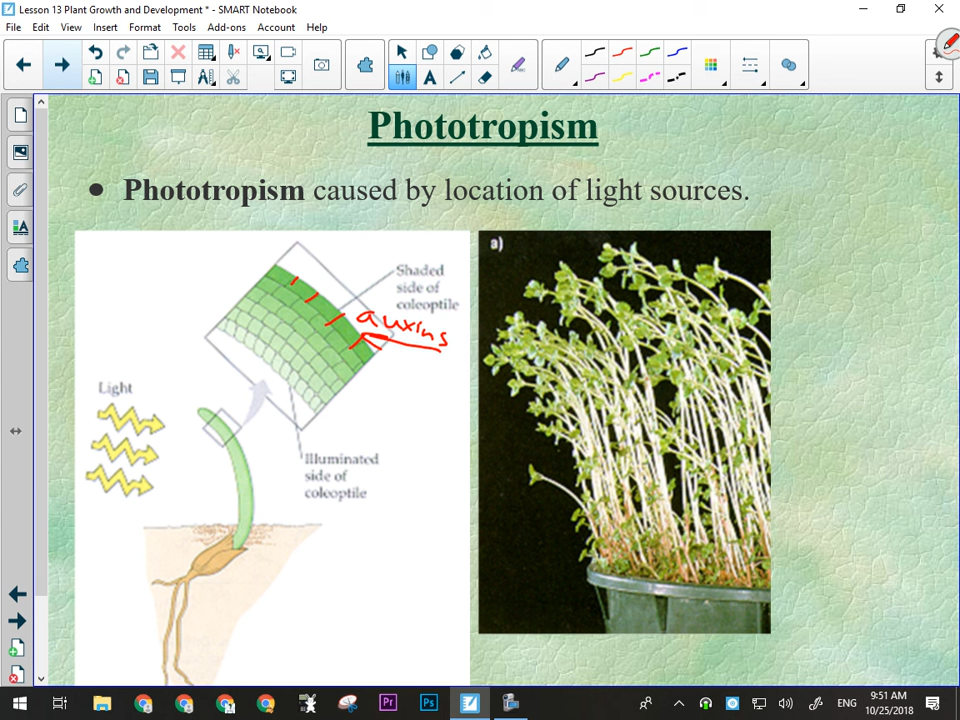 Lesson 13 Plant Growth and Development * - SMART Notebook
File Edit View Insert Format Tools Add-ons Account Help
Phototropism
● Phototropism caused by location of light sources.
Shaded
side of
coleoptile
auxins
Light
Illuminated
side of
coleoptile
a)
ENG
9:51 AM
10/25/2018